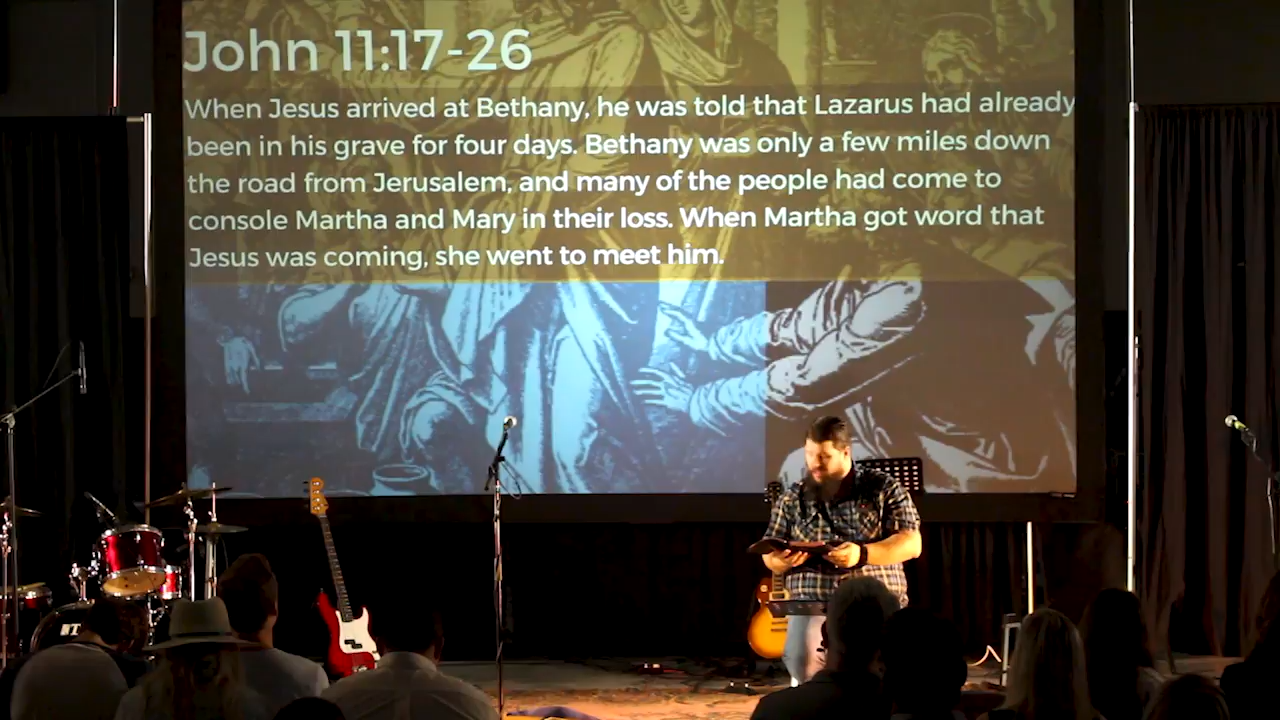 John 11:17-26
When Jesus arrived at Bethany, he was told that Lazarus had already
been in his grave for four days. Bethany was only a few miles down
the road from Jerusalem, and many of the people had come to
console Martha and Mary in their loss. When Martha got word that
Jesus was coming, she went to meet him.